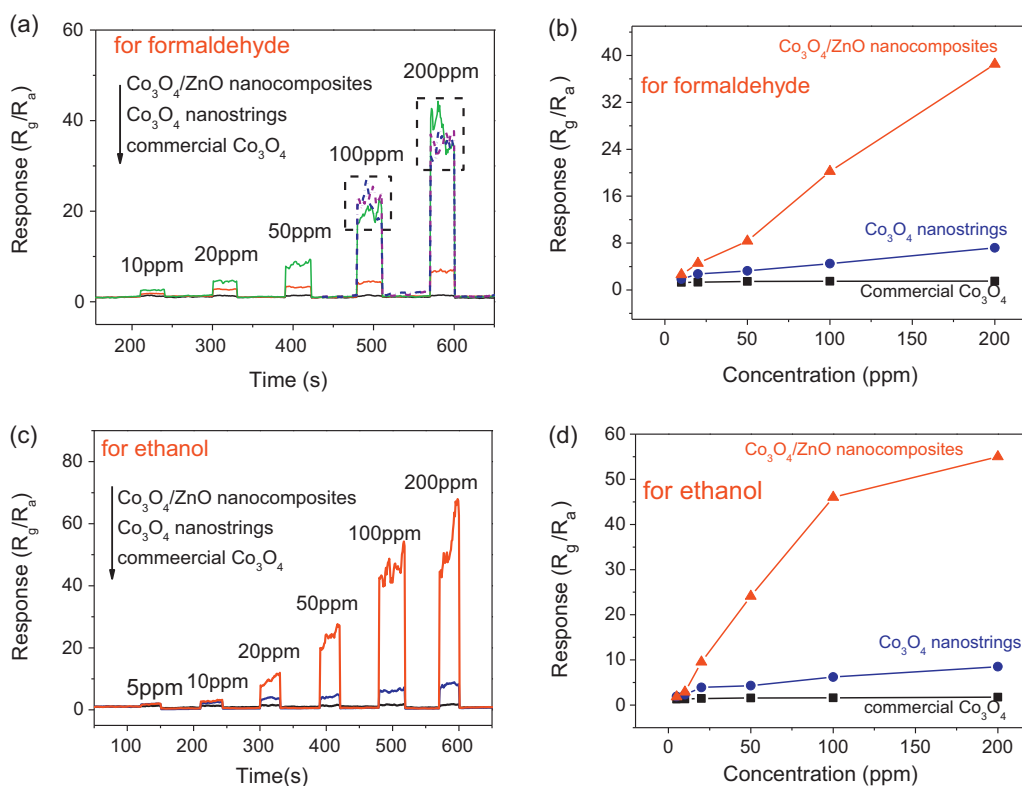 (a)
for formaldehyde
Co₃O₄/ZnO nanocomposites
Co₃O₄ nanostrings
commercial Co₃O₄
10ppm
20ppm
50ppm
100ppm
200ppm
60
40
20
0
200 300 400 500 600
Time (s)
Response (Rg/Ra)
(b)
Co₃O₄/ZnO nanocomposites
for formaldehyde
Co₃O₄ nanostrings
Commercial Co₃O₄
40
32
24
16
8
0
0 50 100 150 200
Concentration (ppm)
Response (Rg/Ra)
(c)
for ethanol
Co₃O₄/ZnO nanocomposites
Co₃O₄ nanostrings
commeercial Co₃O₄
5ppm
10ppm
20ppm
50ppm
100ppm
200ppm
80
60
40
20
0
100 200 300 400 500 600
Time(s)
Response (Rg/Ra)
(d)
Co₃O₄/ZnO nanocomposites
for ethanol
Co₃O₄ nanostrings
commercial Co₃O₄
60
50
40
30
20
10
0
0 50 100 150 200
Concentration (ppm)
Response (Rg/Ra)